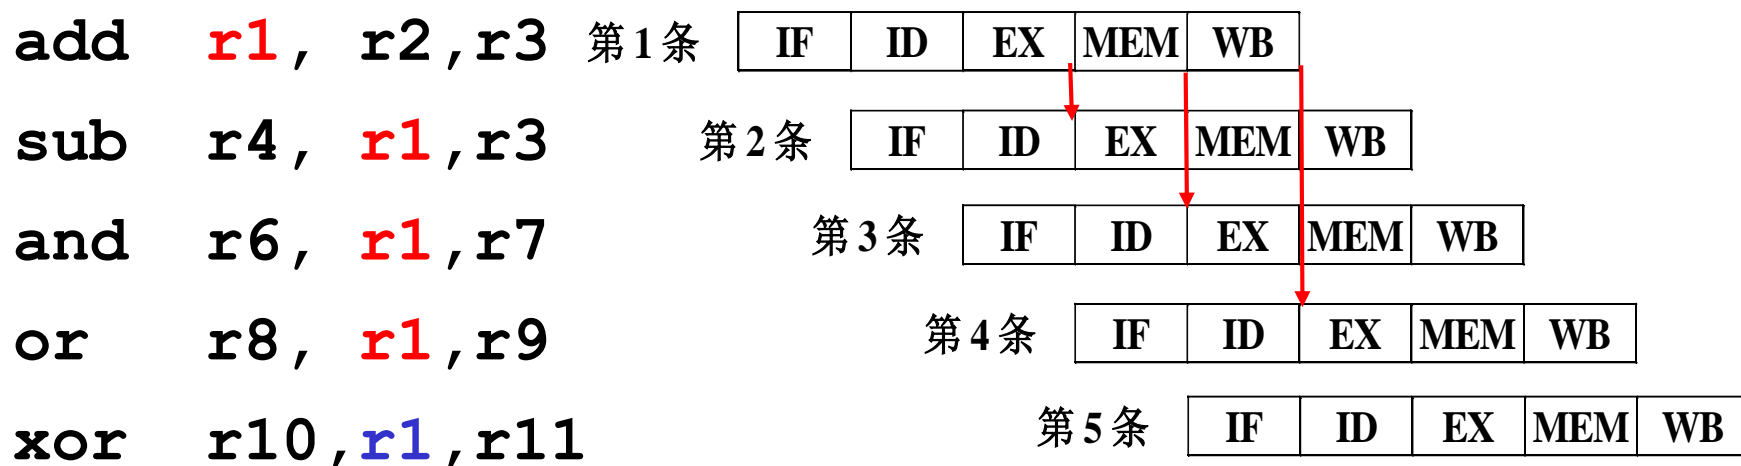 add r1, r2,r3 第1条 IF ID EX MEM WB
sub r4, r1,r3 第2条 IF ID EX MEM WB
and r6, r1,r7 第3条 IF ID EX MEM WB
or r8, r1,r9 第4条 IF ID EX MEM WB
xor r10,r1,r11 第5条 IF ID EX MEM WB